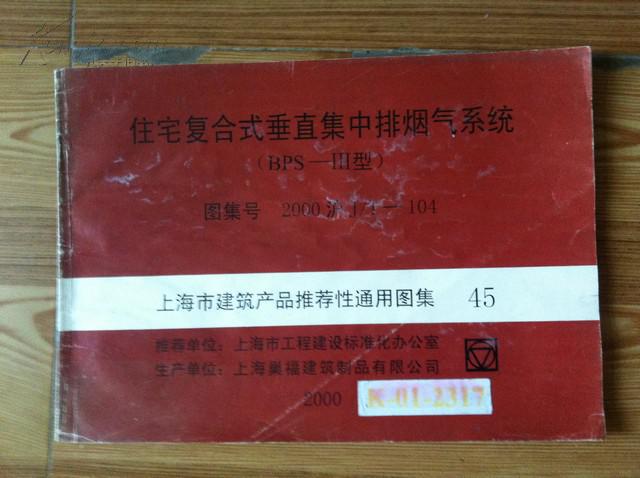 住宅复合式垂直集中排烟气系统
(BPS—III型)
图集号 2000沪J/T—104
上海市建筑产品推荐性通用图集 45
推荐单位：上海市工程建设标准化办公室
生产单位：上海巢福建筑制品有限公司
2000 JK-01-2317